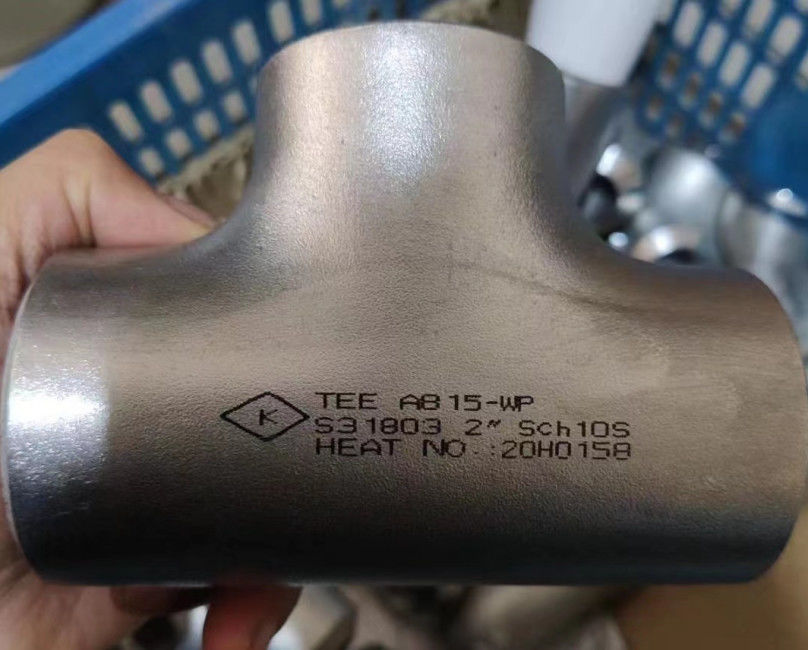 K
TEE A815-WP
S31803 2" Sch10S
HEAT NO.:20H0158